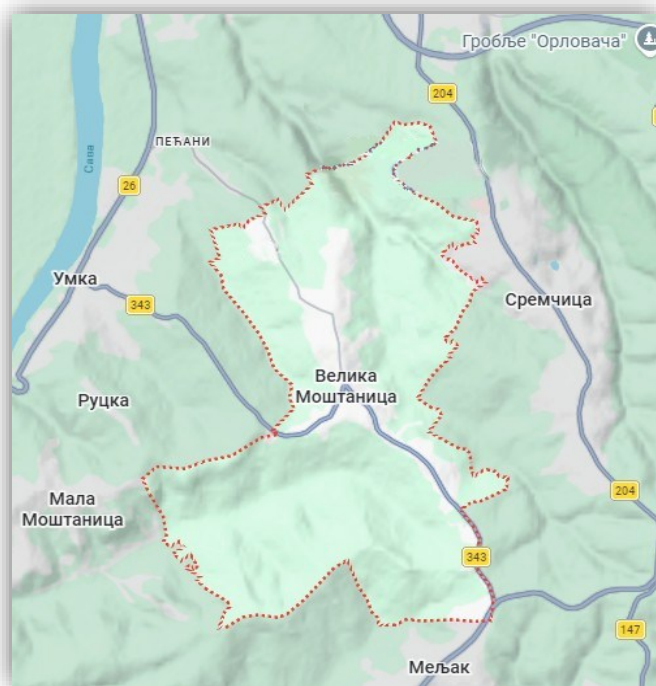 Гробље "Орловача"
204
ПЕЋАНИ
Сава
26
Умка
343
Сремчица
Велика
Моштаница
Руцка
Мала
Моштаница
204
343
147
Мељак